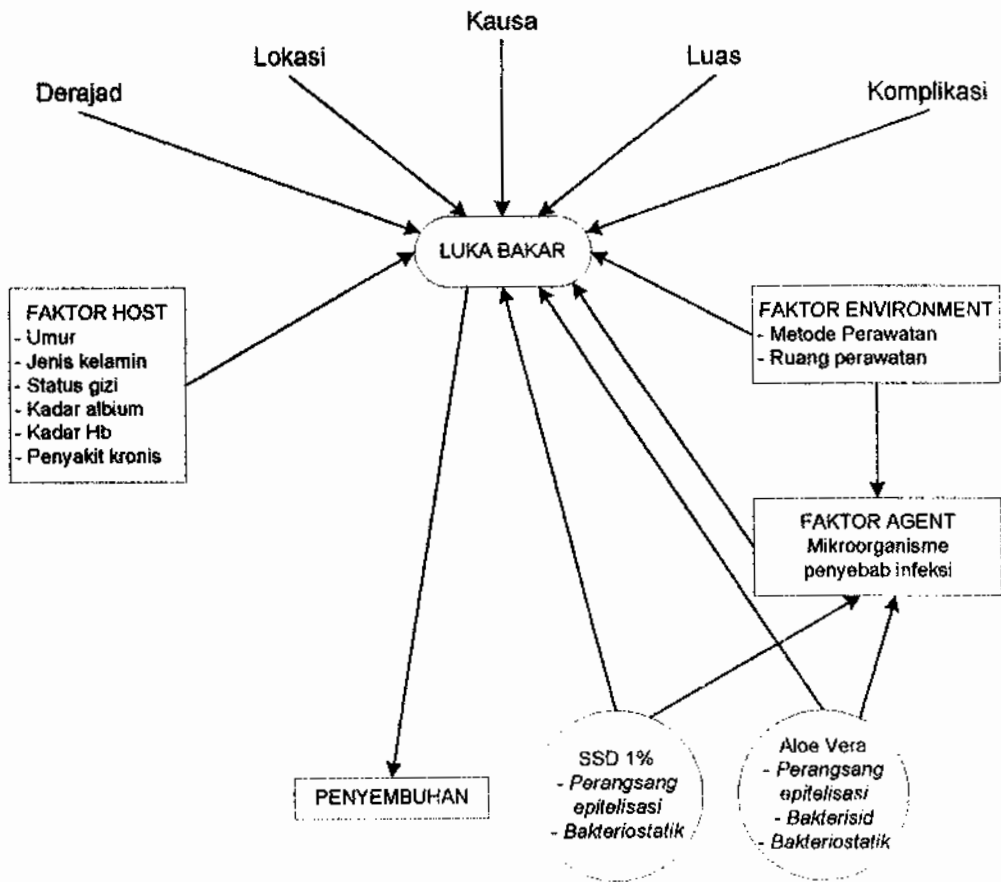 Kausa
Lokasi
Luas
Derajad
Komplikasi
LUKA BAKAR
FAKTOR HOST
- Umur
- Jenis kelamin
- Status gizi
- Kadar albium
- Kadar Hb
- Penyakit kronis
FAKTOR ENVIRONMENT
- Metode Perawatan
- Ruang perawatan
FAKTOR AGENT
Mikroorganisme
penyebab infeksi
SSD 1%
- Perangsang
epitelisasi
- Bakteriostatik
Aloe Vera
- Perangsang
epitelisasi
- Bakterisid
- Bakteriostatik
PENYEMBUHAN